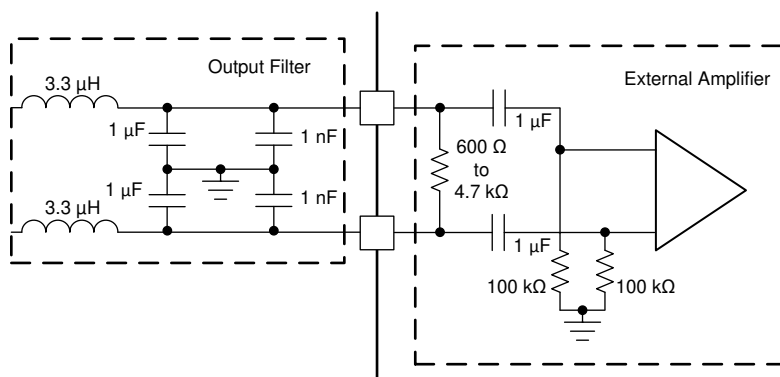 Output Filter
External Amplifier
3.3 µH
1 µF
1 nF
1 µF
1 nF
3.3 µH
1 µF
600 Ω
to
4.7 kΩ
1 µF
100 kΩ
100 kΩ